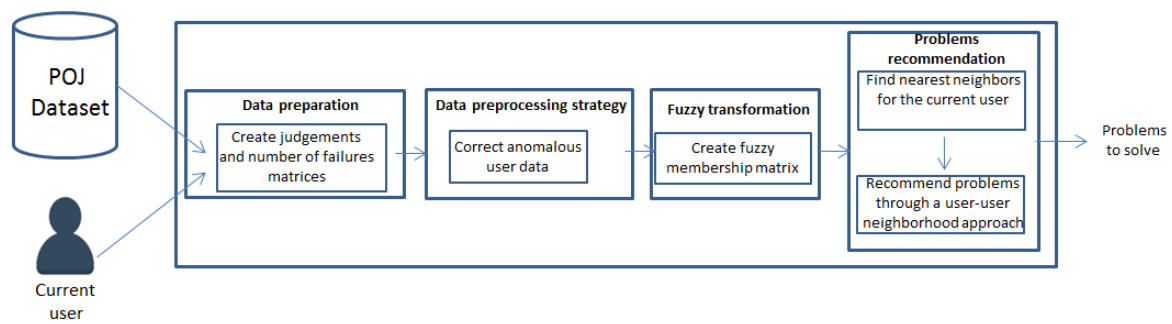 POJ
Dataset
Current
user
Data preparation
Create judgements
and number of failures
matrices
Data preprocessing strategy
Correct anomalous
user data
Fuzzy transformation
Create fuzzy
membership matrix
Problems
recommendation
Find nearest neighbors
for the current user
Recommend problems
through a user-user
neighborhood approach
Problems
to solve